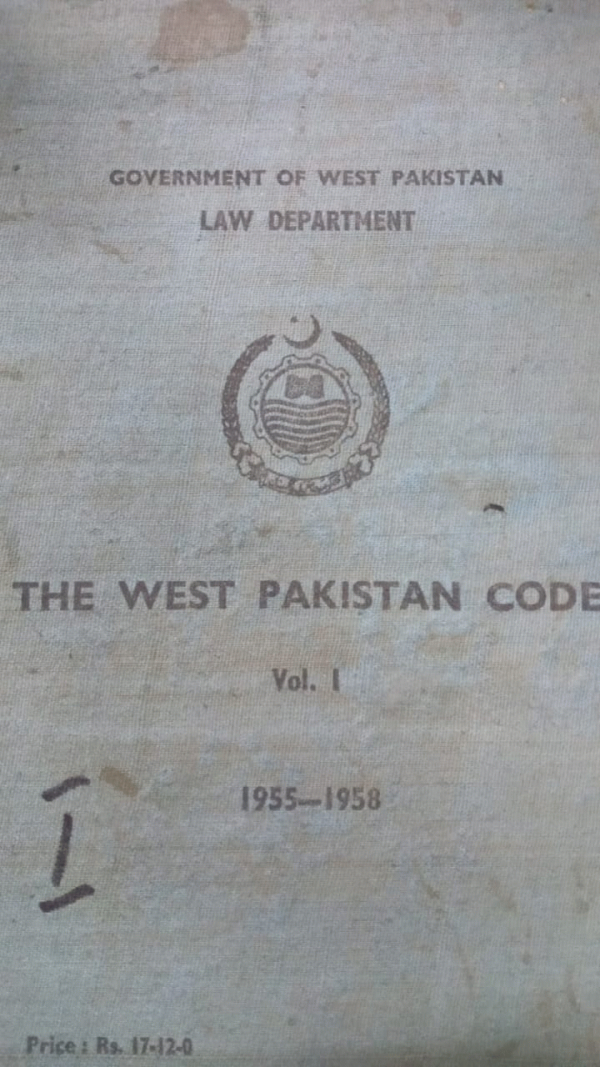 GOVERNMENT OF WEST PAKISTAN
LAW DEPARTMENT
THE WEST PAKISTAN CODE
Vol. I
1955—1958
I
Price : Rs. 17-12-0